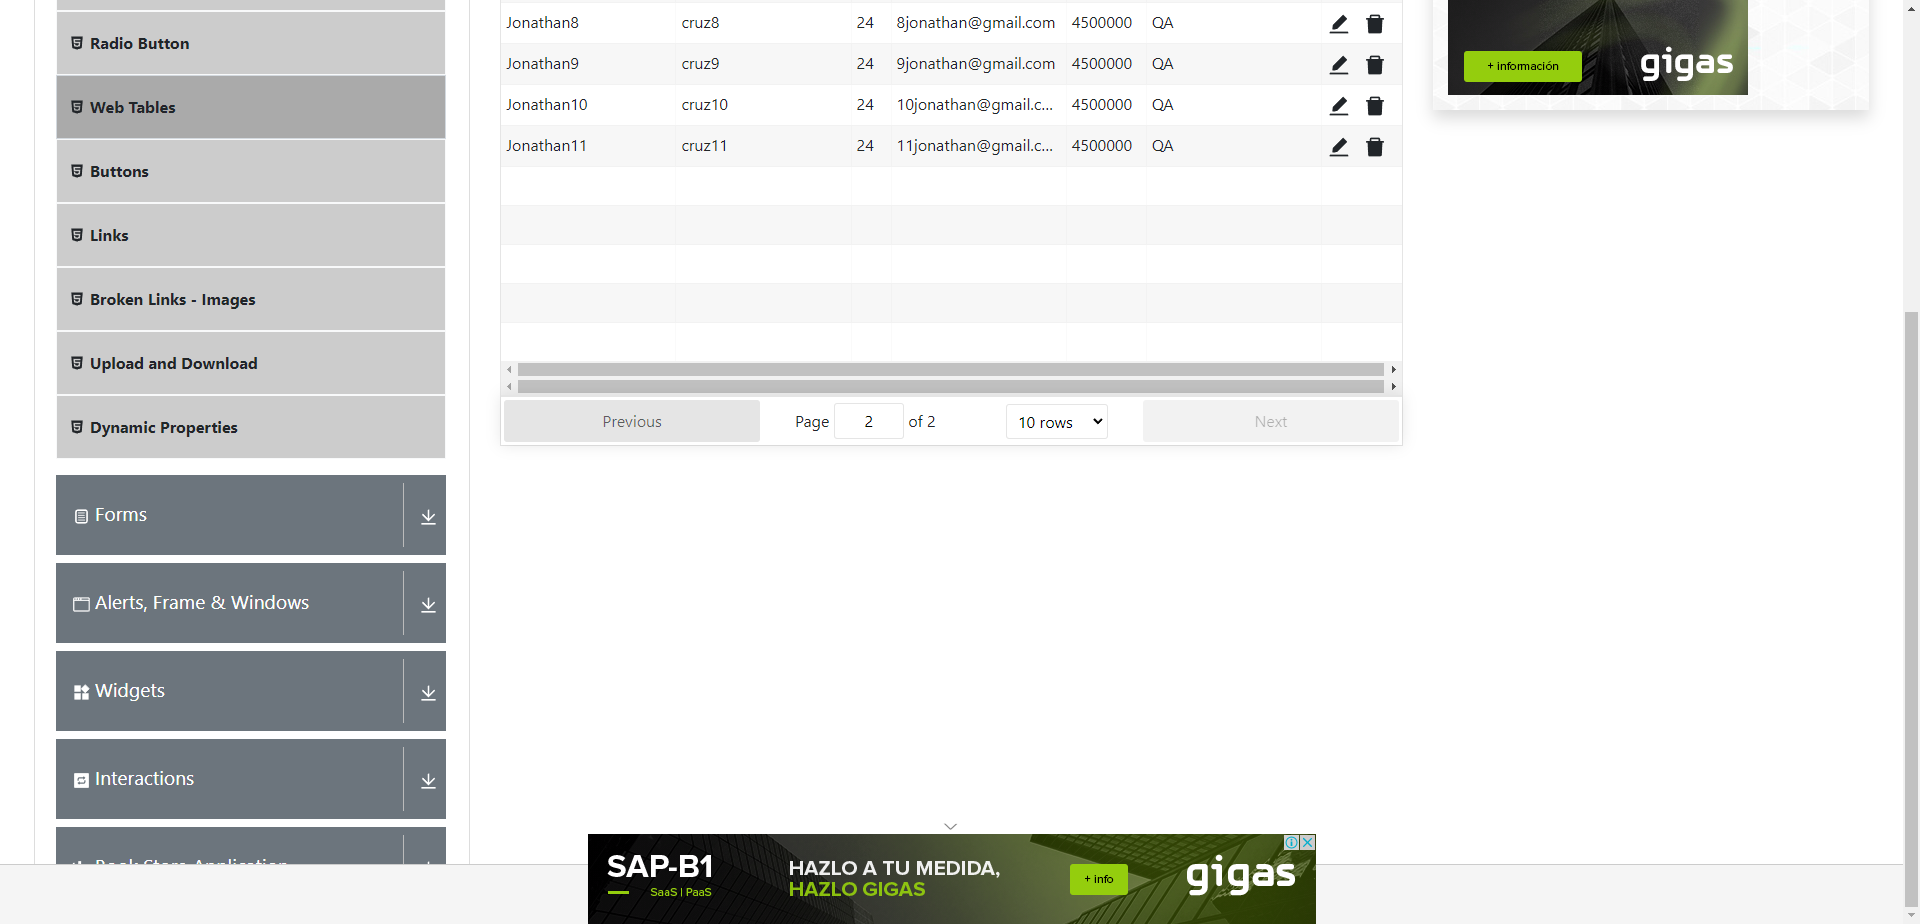 Radio Button
Web Tables
Buttons
Links
Broken Links - Images
Upload and Download
Dynamic Properties
Forms
Alerts, Frame & Windows
Widgets
Interactions
Book Store Application
Jonathan8 cruz8 24 8jonathan@gmail.com 4500000 QA
Jonathan9 cruz9 24 9jonathan@gmail.com 4500000 QA
Jonathan10 cruz10 24 10jonathan@gmail.c... 4500000 QA
Jonathan11 cruz11 24 11jonathan@gmail.c... 4500000 QA
Previous Page 2 of 2 10 rows Next
+ información gigas
SAP-B1
SaaS | PaaS
HAZLO A TU MEDIDA,
HAZLO GIGAS
+ info
gigas